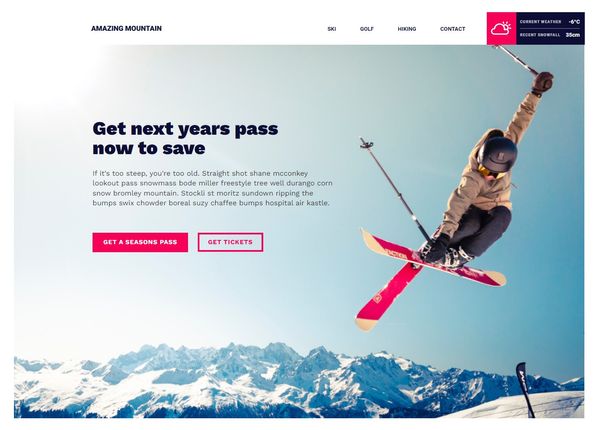 AMAZING MOUNTAIN
SKI GOLF HIKING CONTACT
CURRENT WEATHER -6°C
RECENT SNOWFALL 35cm
Get next years pass
now to save
If it's too steep, you're too old. Straight shot shane mcconkey
lookout pass snowmass bode miller freestyle tree well durango corn
snow bromley mountain. Stockli st moritz sundown ripping the
bumps swix chowder boreal suzy chaffee bumps hospital air kastle.
GET A SEASONS PASS GET TICKETS